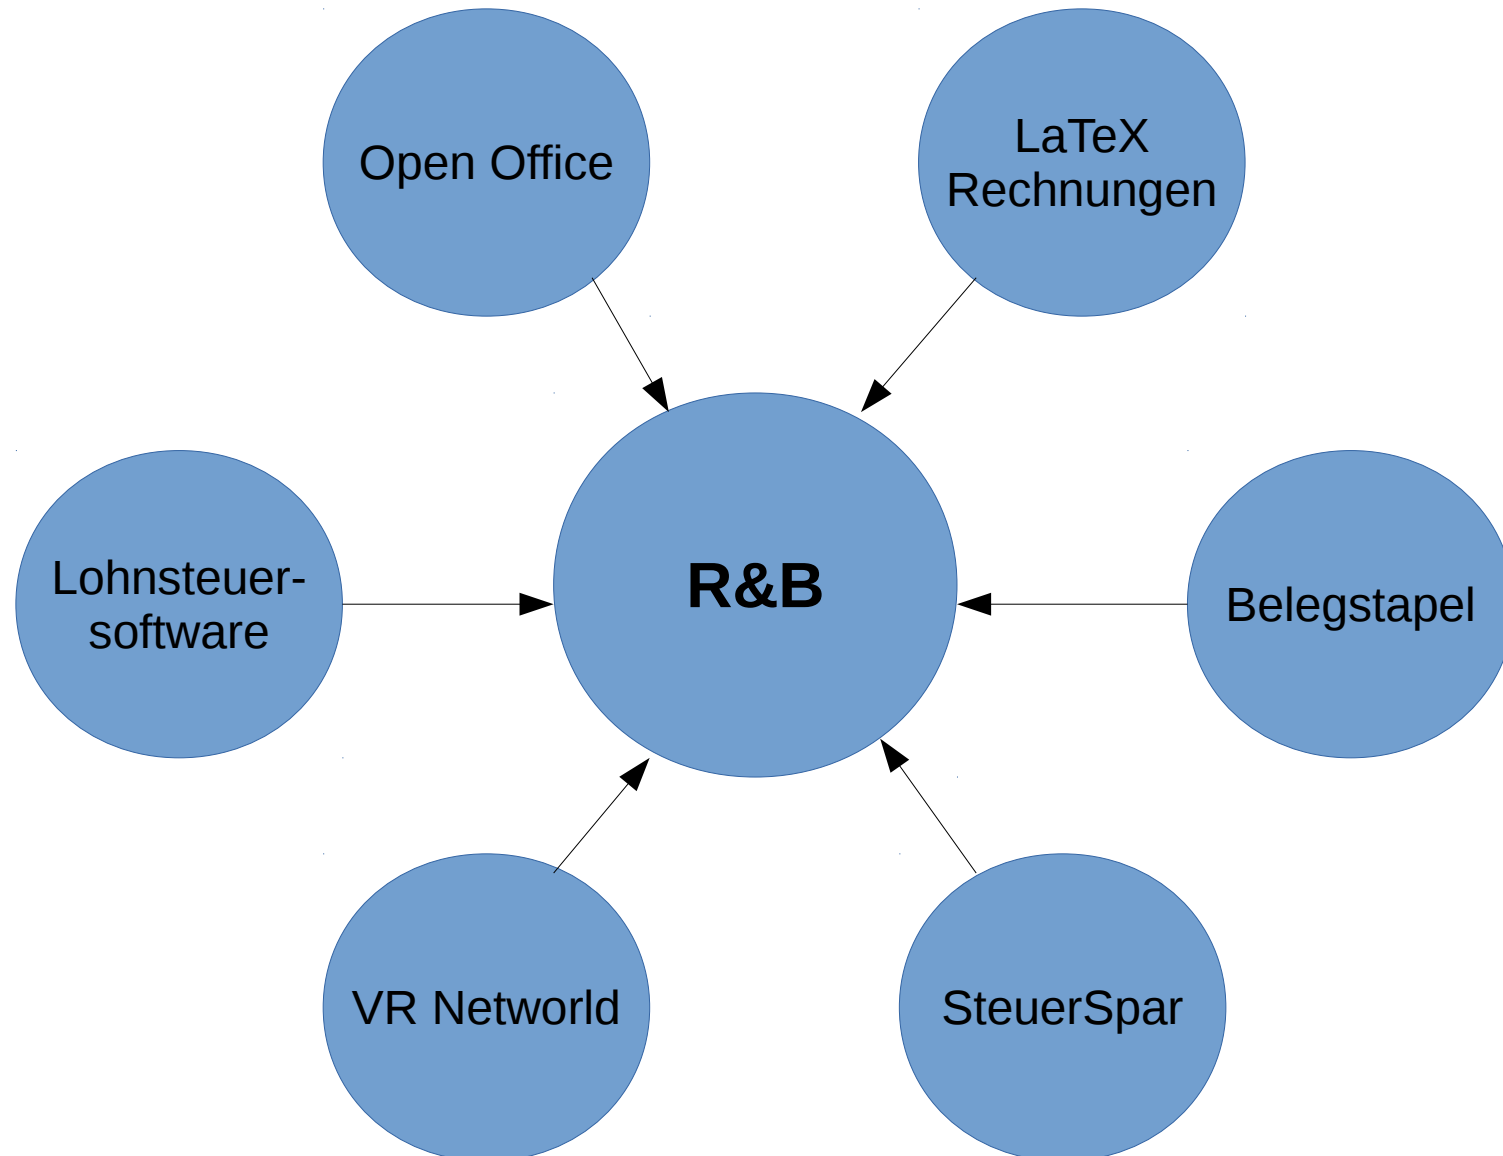 Open Office
LaTeX
Rechnungen
Lohnsteuer-
software
R&B
Belegstapel
VR Networld
SteuerSpar